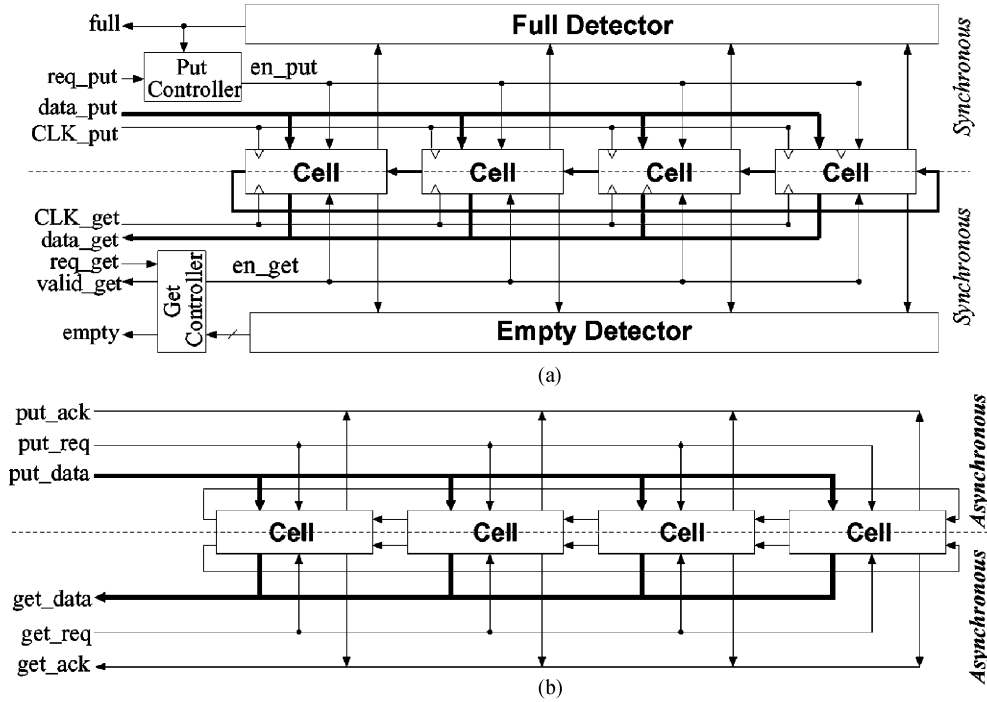 full
Full Detector
Synchronous
Put
Controller
en_put
req_put
data_put
CLK_put
Cell
Cell
Cell
Cell
CLK_get
data_get
req_get
en_get
valid_get
Get
Controller
Synchronous
empty
Empty Detector
(a)
put_ack
put_req
put_data
Asynchronous
Cell
Cell
Cell
Cell
get_data
get_req
get_ack
Asynchronous
(b)